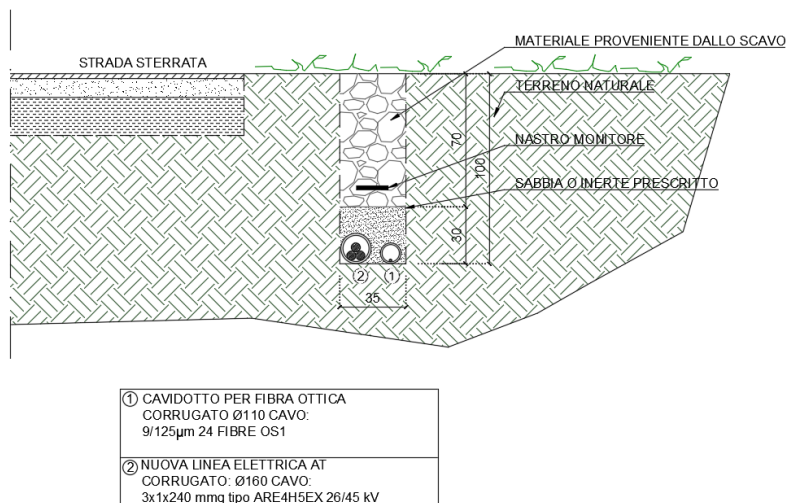 MATERIALE PROVENIENTE DALLO SCAVO
STRADA STERRATA
TERRENO NATURALE
70
NASTRO MONITORE
100
SABBIA O INERTE PRESCRITTO
30
2 1
35
1 CAVIDOTTO PER FIBRA OTTICA
CORRUGATO Ø110 CAVO:
9/125µm 24 FIBRE OS1
2 NUOVA LINEA ELETTRICA AT
CORRUGATO: Ø160 CAVO:
3x1x240 mmq tipo ARE4H5EX 26/45 kV